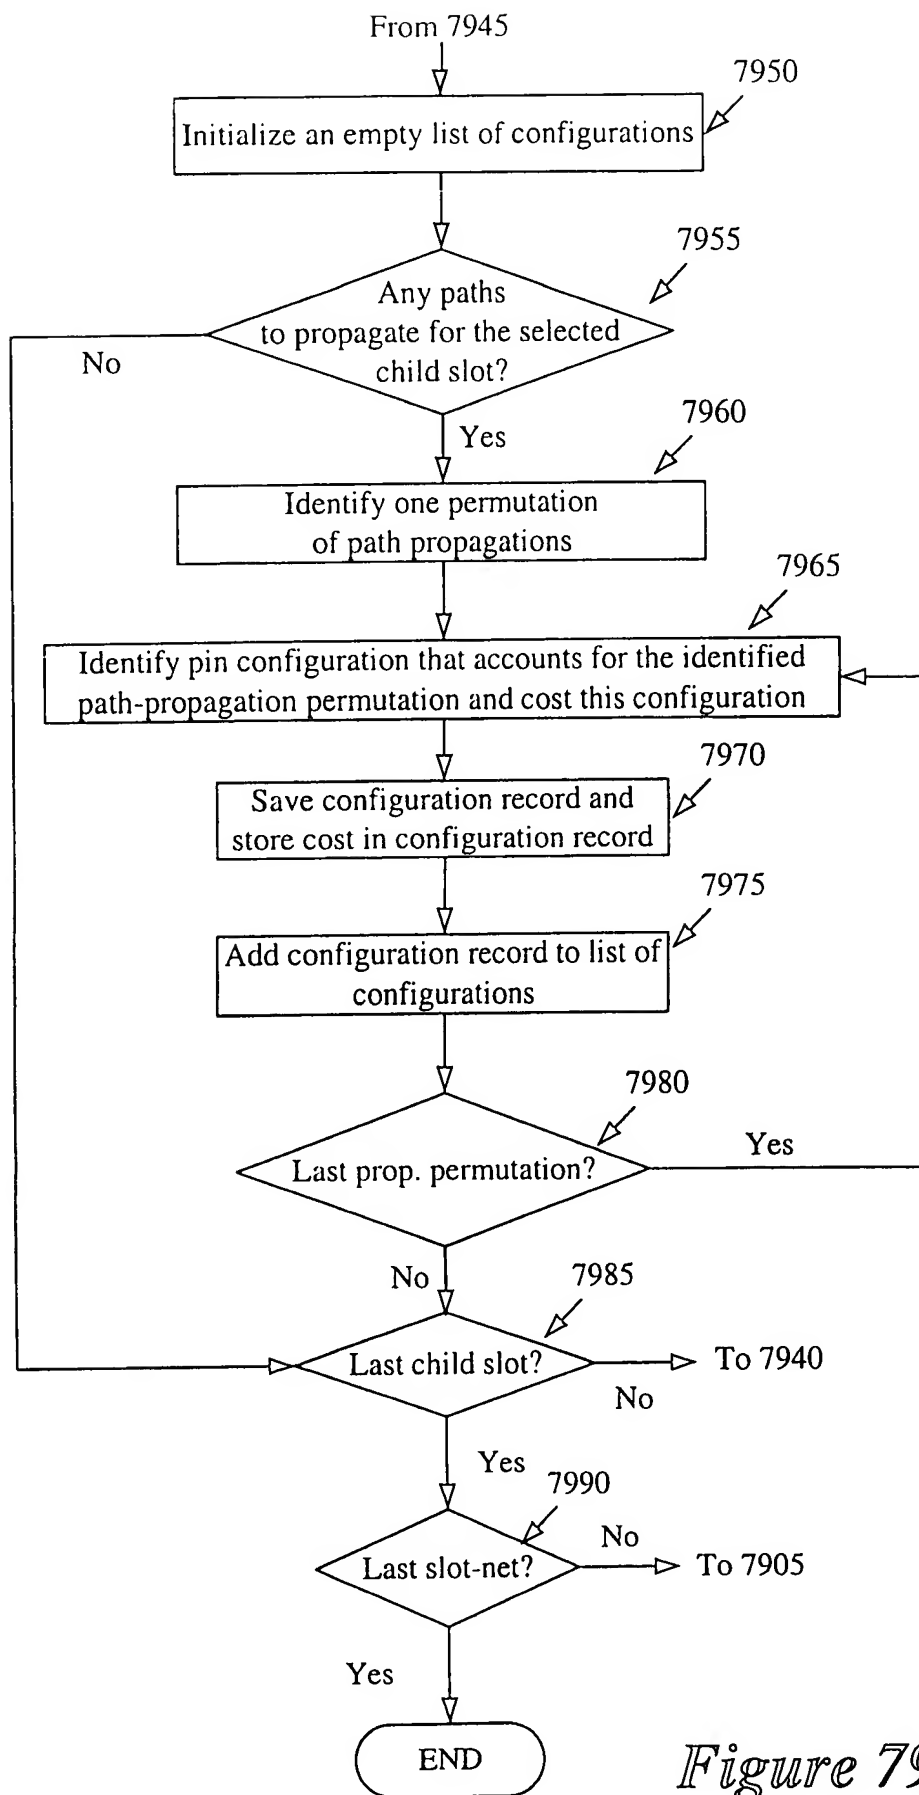 From 7945
7950
Initialize an empty list of configurations
7955
Any paths
to propagate for the selected
child slot?
No
Yes
7960
Identify one permutation
of path propagations
7965
Identify pin configuration that accounts for the identified
path-propagation permutation and cost this configuration
7970
Save configuration record and
store cost in configuration record
7975
Add configuration record to list of
configurations
7980
Last prop. permutation?
Yes
No
7985
Last child slot?
To 7940
No
Yes
7990
Last slot-net?
No
To 7905
Yes
END
Figure 79